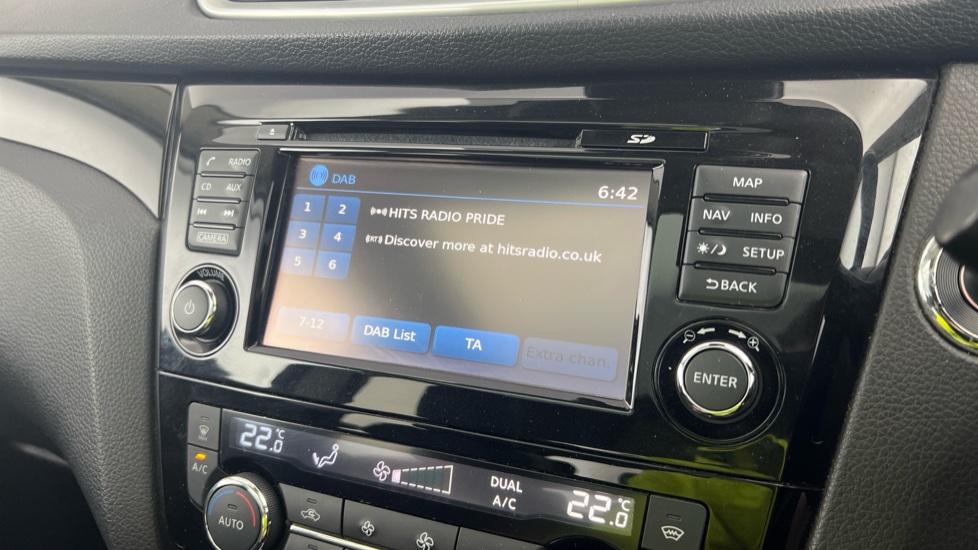 RADIO
CD AUX
CAMERA
VOLUME
DAB
6:42
1 2
HITS RADIO PRIDE
3 4
Discover more at hitsradio.co.uk
5 6
7-12
DAB List
TA
Extra chan.
SD
MAP
NAV INFO
SETUP
BACK
ENTER
A/C
22.0°C
DUAL
A/C
22.0°C
AUTO